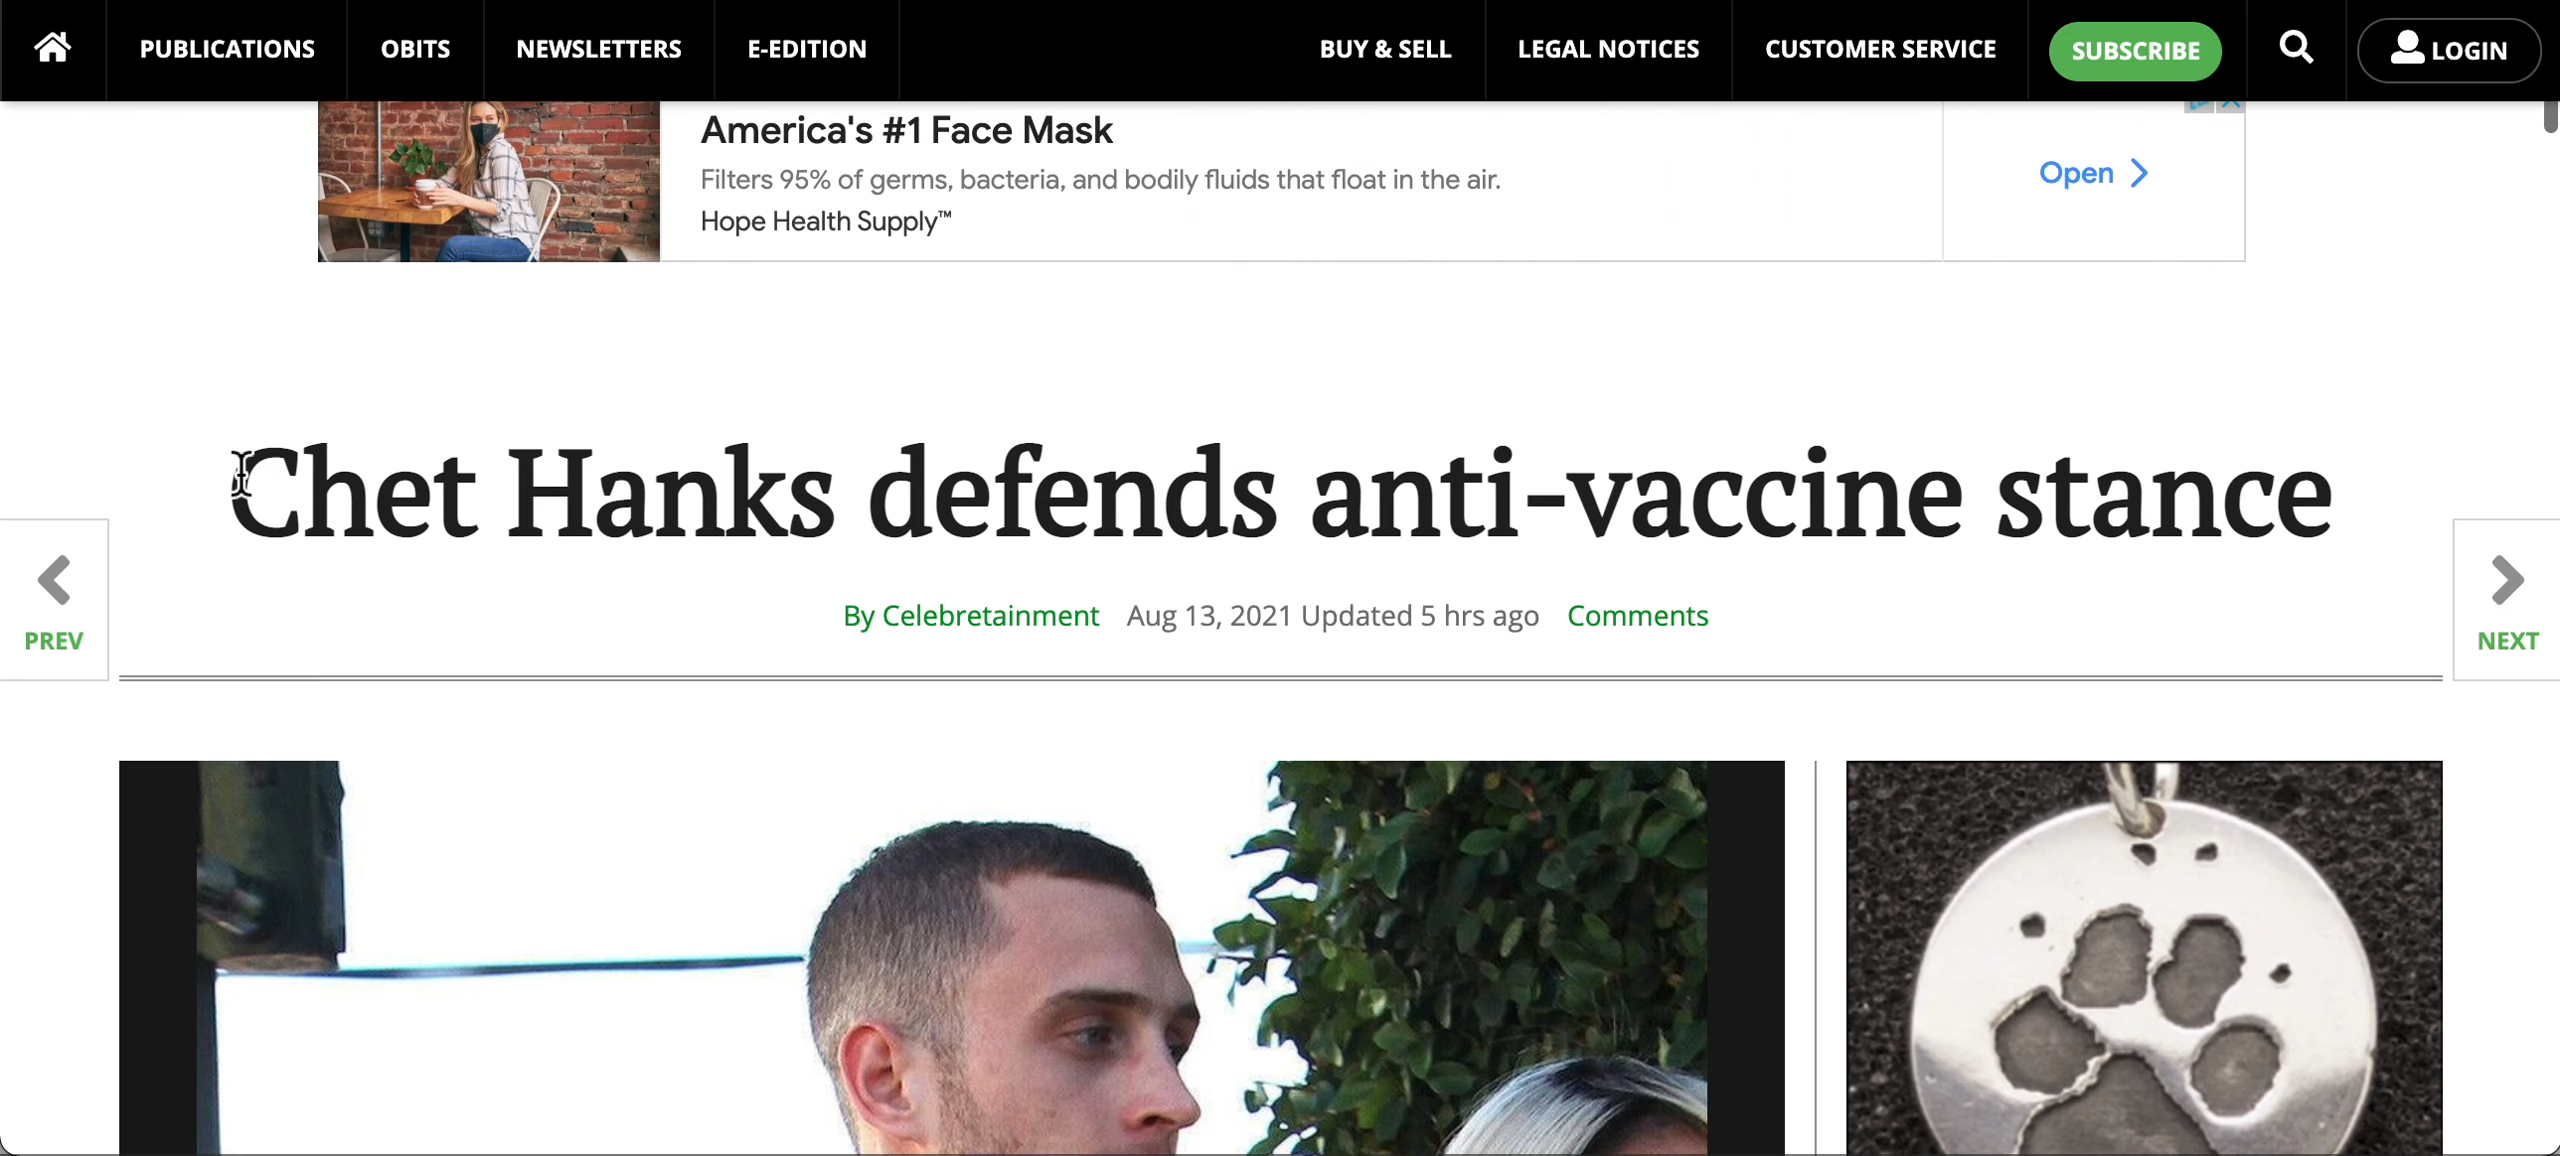 PUBLICATIONS OBITS NEWSLETTERS E-EDITION BUY & SELL LEGAL NOTICES CUSTOMER SERVICE SUBSCRIBE LOGIN
America's #1 Face Mask
Filters 95% of germs, bacteria, and bodily fluids that float in the air.
Hope Health Supply™
Open
Chet Hanks defends anti-vaccine stance
By Celebretainment Aug 13, 2021 Updated 5 hrs ago Comments
PREV
NEXT